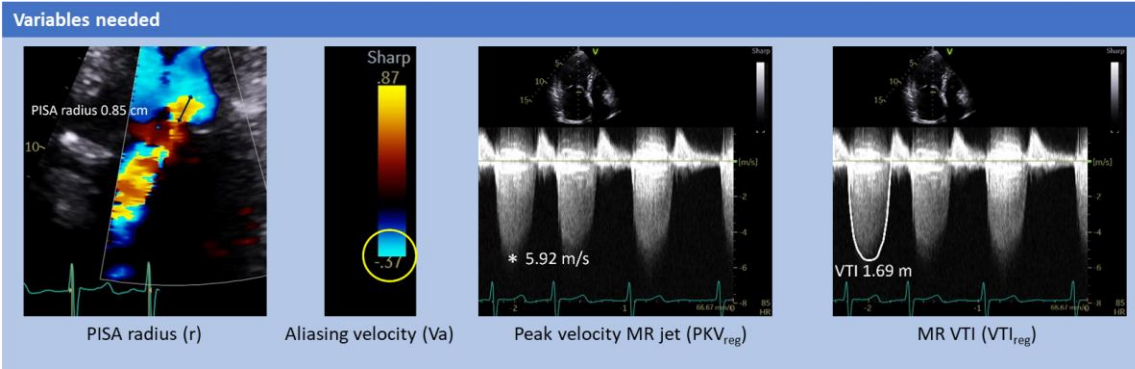 Variables needed
PISA radius 0.85 cm
10-
PISA radius (r)
Sharp
.87
-.37
Aliasing velocity (Va)
V
Sharp
5
10
15
[m/s]
-2
-4
* 5.92 m/s
-6
-8
2
1
66.67 mm/s
85
HR
Peak velocity MR jet (PKVreg)
V
Sharp
5
10
15
[m/s]
-2
-4
VTI 1.69 m
-6
-8
-2
-1
66.67 mm/s
85
HR
MR VTI (VTIreg)